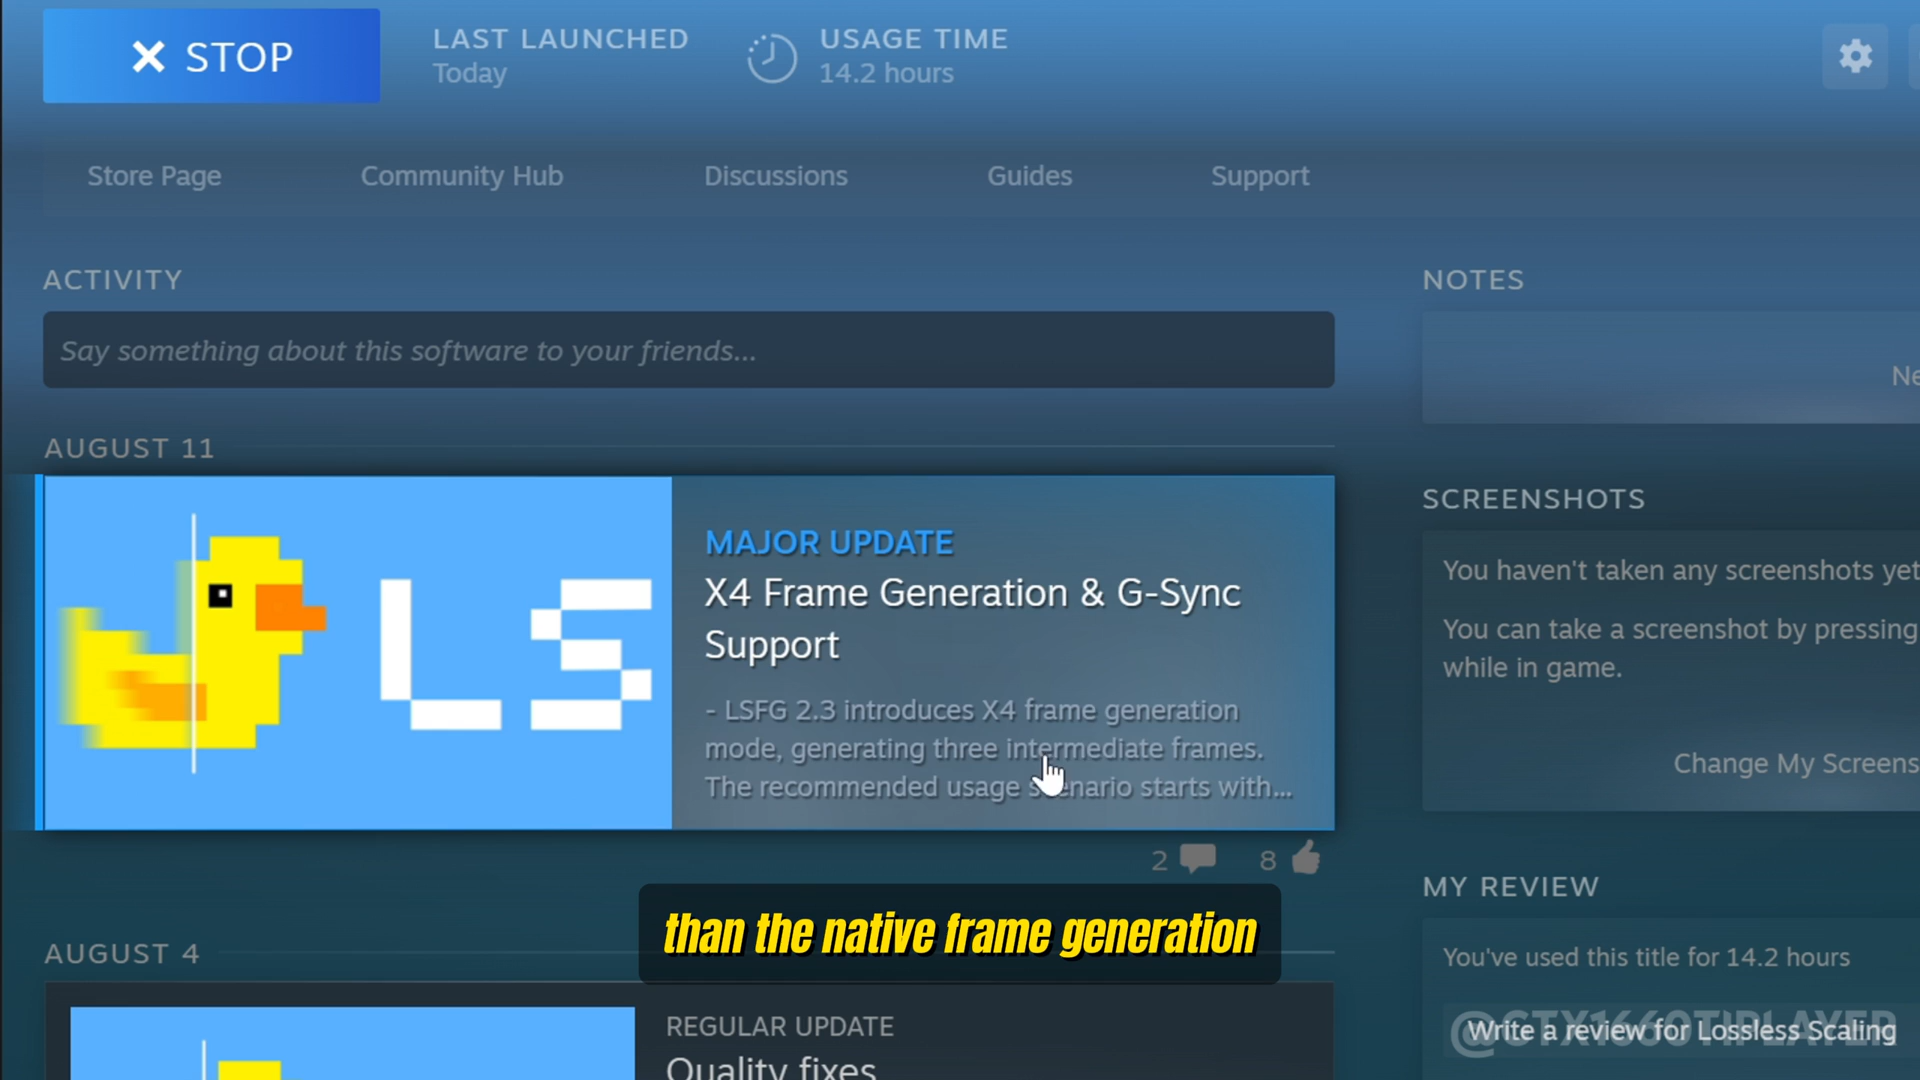 STOP
LAST LAUNCHED
Today
USAGE TIME
14.2 hours
Store Page
Community Hub
Discussions
Guides
Support
ACTIVITY
Say something about this software to your friends...
AUGUST 11
LS
MAJOR UPDATE
X4 Frame Generation & G-Sync
Support
- LSFG 2.3 introduces X4 frame generation
mode, generating three intermediate frames.
The recommended usage scenario starts with...
2
8
than the native frame generation
AUGUST 4
REGULAR UPDATE
Quality fixes
NOTES
Ne
SCREENSHOTS
You haven't taken any screenshots yet
You can take a screenshot by pressing
while in game.
Change My Screens
MY REVIEW
You've used this title for 14.2 hours
Write a review for Lossless Scaling
@GTX1660TIPLAYER